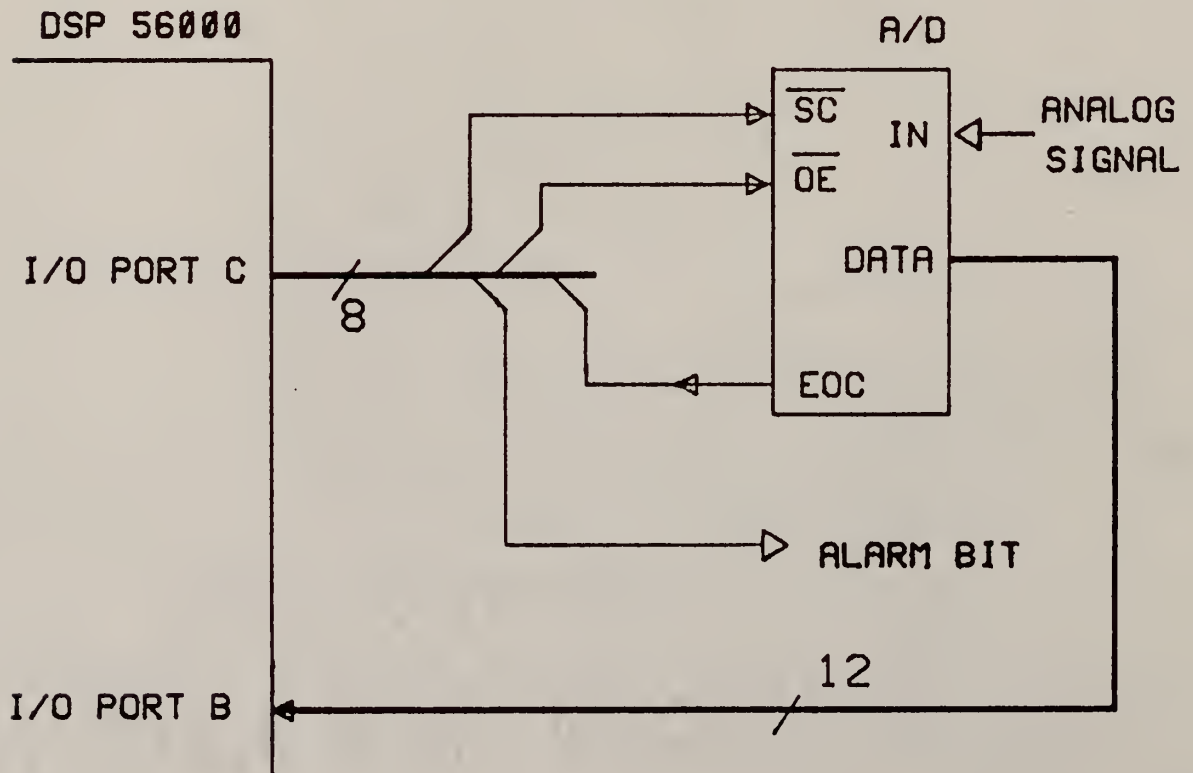 DSP 56000
A/D
SC
OE
IN
ANALOG
SIGNAL
DATA
I/O PORT C
8
EOC
ALARM BIT
12
I/O PORT B